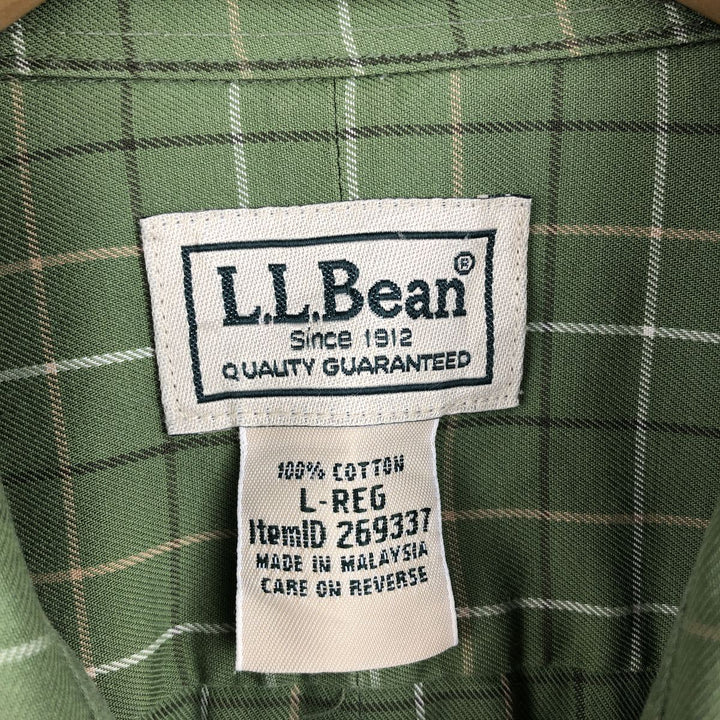 L.L.Bean®
Since 1912
QUALITY GUARANTEED
100% COTTON
L-REG
ItemID 269337
MADE IN MALAYSIA
CARE ON REVERSE